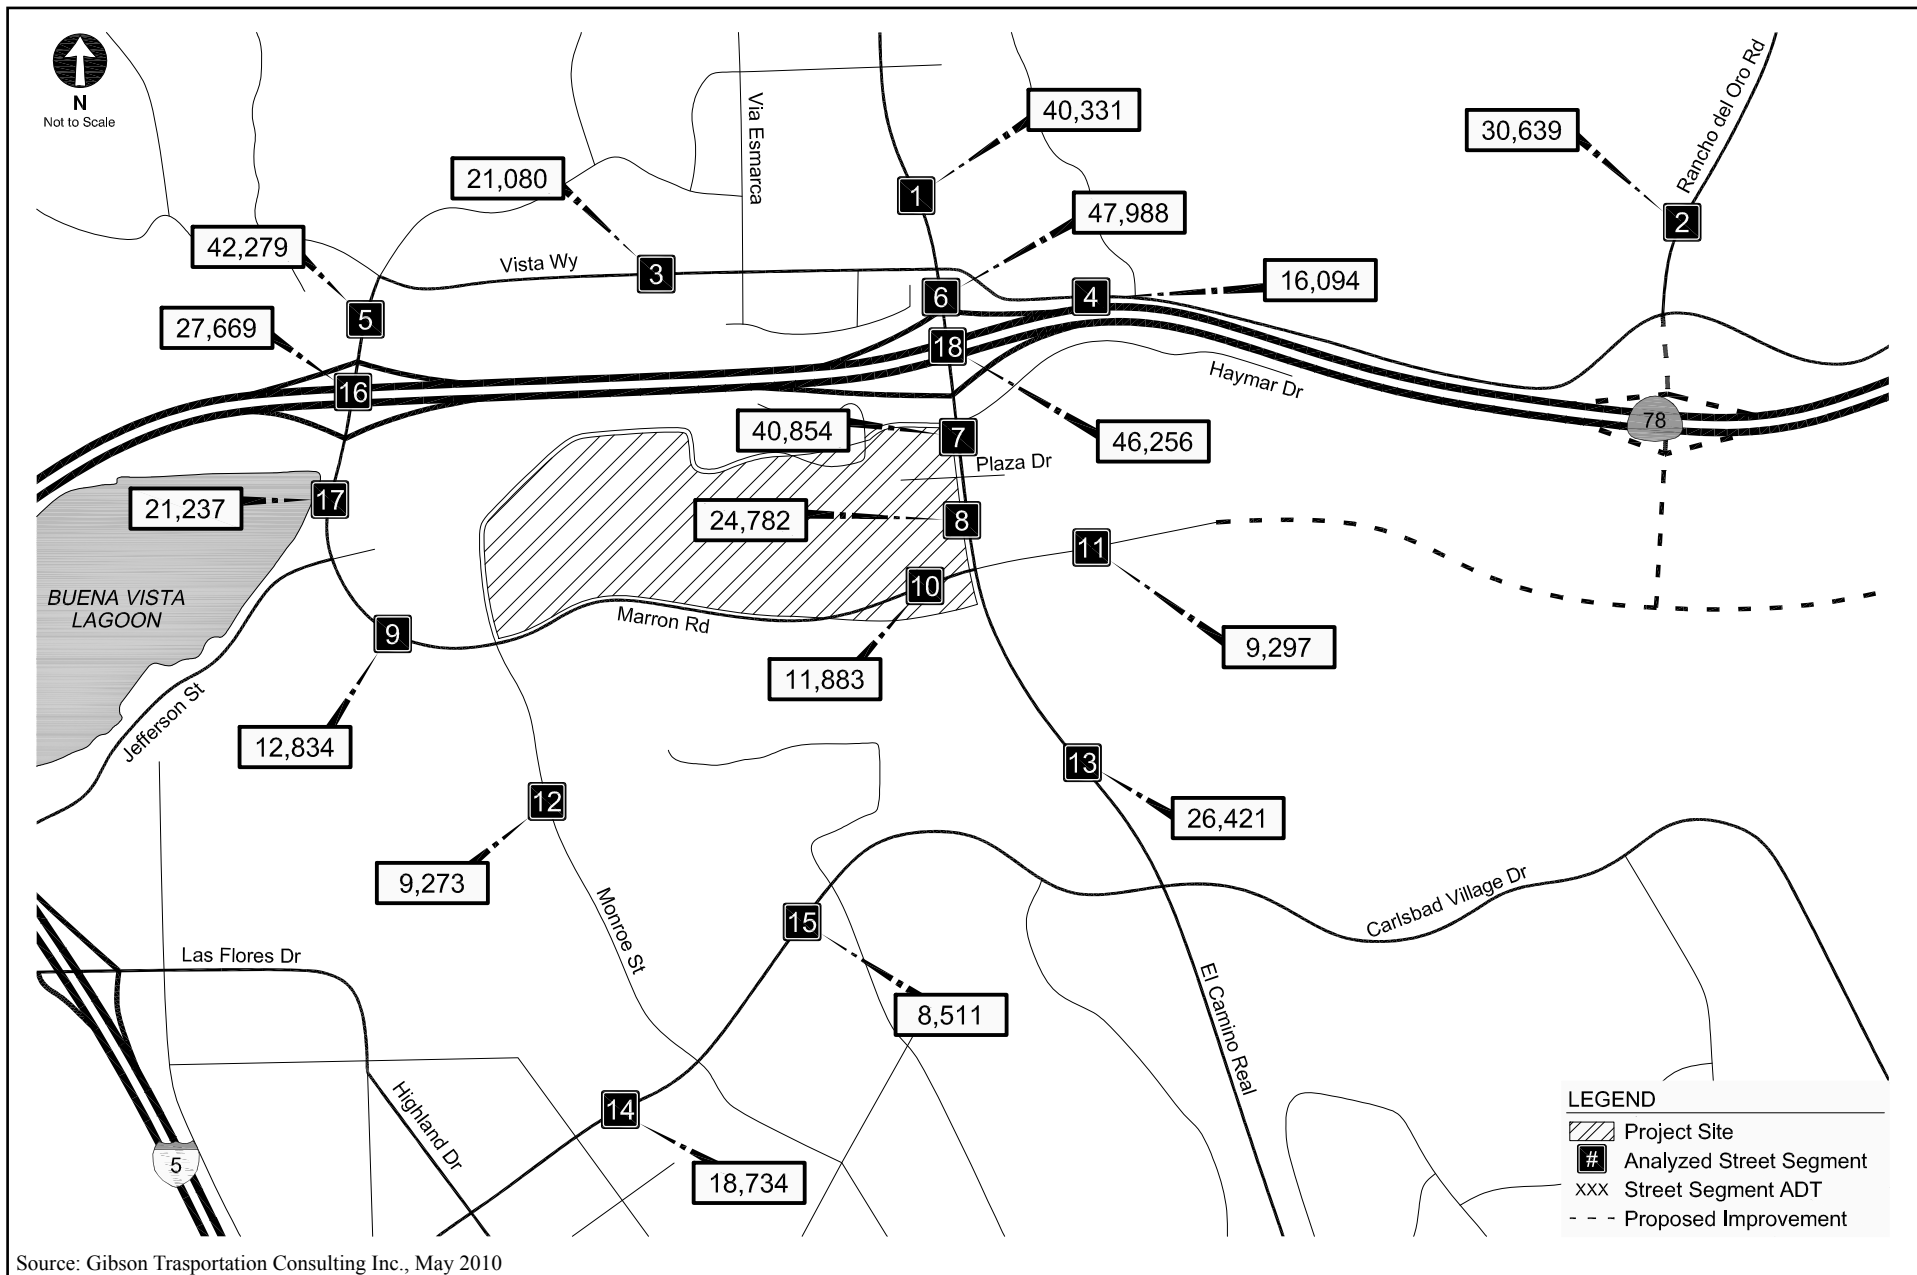 N
Not to Scale
Via Esmarca
40,331
30,639
Rancho del Oro Rd
21,080
1
47,988
2
42,279
Vista Wy
3
16,094
6
4
5
27,669
18
16
Haymar Dr
78
40,854
7
46,256
Plaza Dr
21,237
17
24,782
8
11
10
BUENA VISTA
LAGOON
9
Marron Rd
9,297
11,883
Jefferson St
12,834
13
12
26,421
9,273
Monroe St
15
Carlsbad Village Dr
Las Flores Dr
El Camino Real
8,511
Highland Dr
14
5
18,734
LEGEND
Project Site
# Analyzed Street Segment
XXX Street Segment ADT
- - - Proposed Improvement
Source: Gibson Trasportation Consulting Inc., May 2010